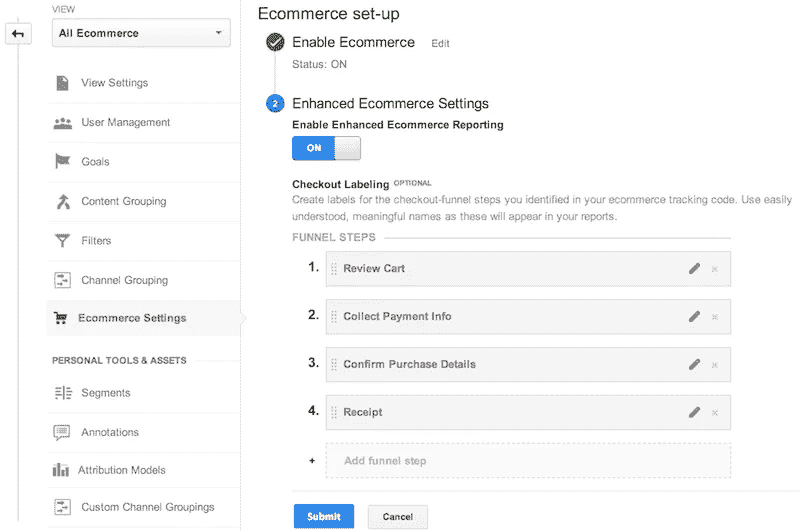 VIEW
All Ecommerce
View Settings
User Management
Goals
Content Grouping
Filters
Channel Grouping
Ecommerce Settings
PERSONAL TOOLS & ASSETS
Segments
Annotations
Attribution Models
Custom Channel Groupings
Ecommerce set-up
Enable Ecommerce Edit
Status: ON
2 Enhanced Ecommerce Settings
Enable Enhanced Ecommerce Reporting
ON
Checkout Labeling OPTIONAL
Create labels for the checkout-funnel steps you identified in your ecommerce tracking code. Use easily
understood, meaningful names as these will appear in your reports.
FUNNEL STEPS
1. Review Cart
2. Collect Payment Info
3. Confirm Purchase Details
4. Receipt
+ Add funnel step
Submit Cancel